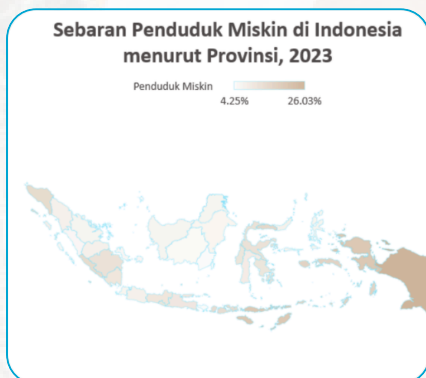 Sebaran Penduduk Miskin di Indonesia
menurut Provinsi, 2023
Penduduk Miskin
4.25% 26.03%